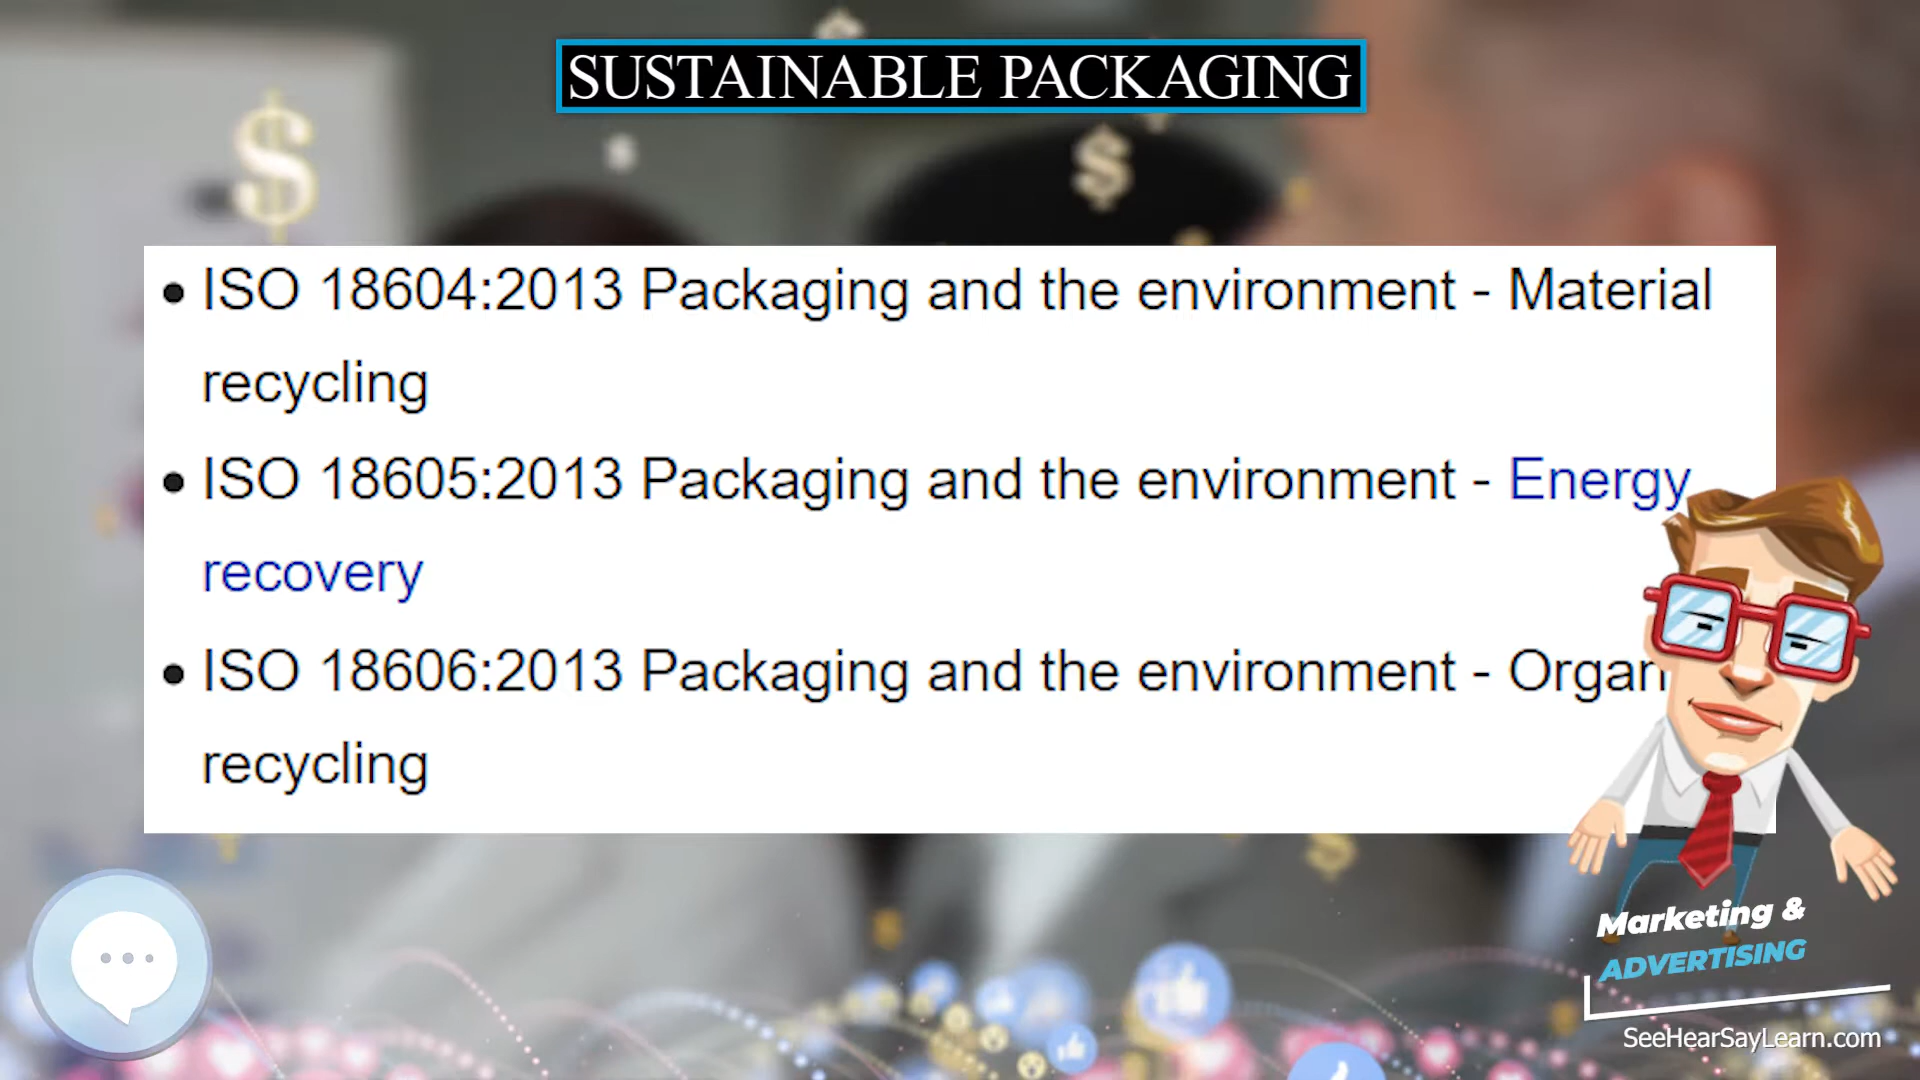 SUSTAINABLE PACKAGING
• ISO 18604:2013 Packaging and the environment - Material
recycling
• ISO 18605:2013 Packaging and the environment - Energy
recovery
• ISO 18606:2013 Packaging and the environment -
recycling
Marketing &
ADVERTISING
SeeHearSayLearn.com